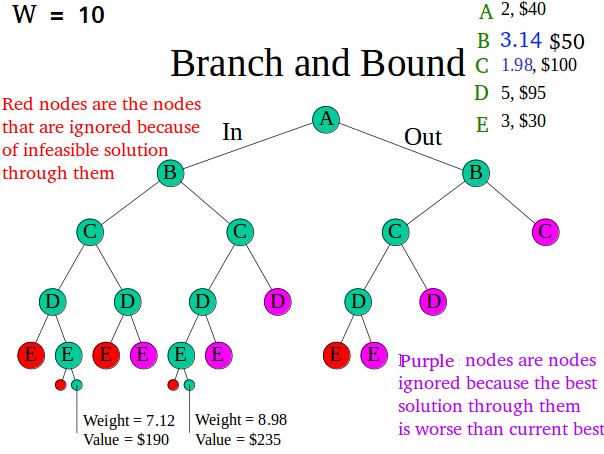 W = 10
A 2, $40
B 3.14 $50
C 1.98, $100
D 5, $95
E 3, $30
Branch and Bound
Red nodes are the nodes
that are ignored because
of infeasible solution
through them
In
Out
A
B B
C C C C
D D D D D D
E E E E E E E E
Weight = 7.12
Value = $190
Weight = 8.98
Value = $235
Purple nodes are nodes
ignored because the best
solution through them
is worse than current best